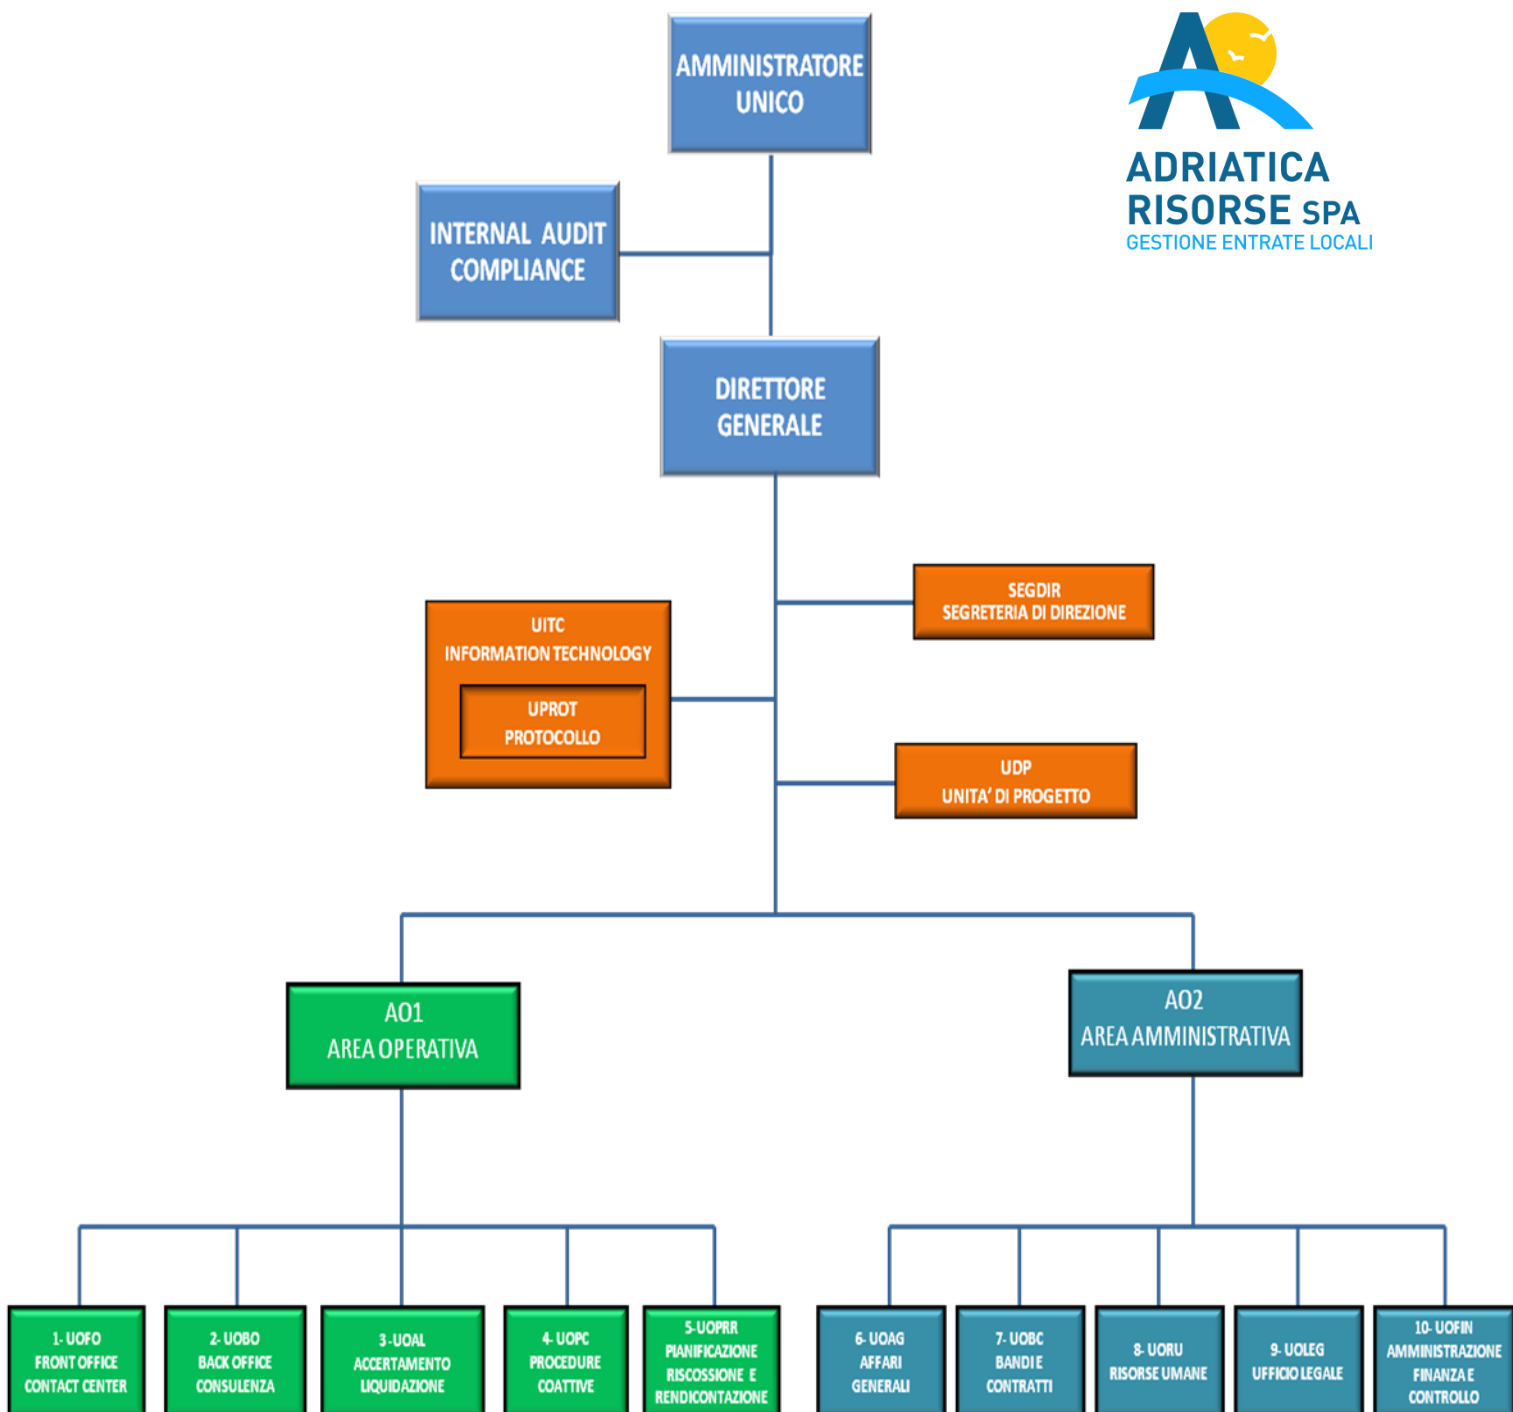 AMMINISTRATORE
UNICO
ADRIATICA
RISORSE SPA
GESTIONE ENTRATE LOCALI
INTERNAL AUDIT
COMPLIANCE
DIRETTORE
GENERALE
SEGDIR
SEGRETERIA DI DIREZIONE
UITC
INFORMATION TECHNOLOGY
UPROT
PROTOCOLLO
UDP
UNITA' DI PROGETTO
AO1
AREA OPERATIVA
AO2
AREA AMMINISTRATIVA
1- UOFO
FRONT OFFICE
CONTACT CENTER
2- UOBO
BACK OFFICE
CONSULENZA
3 -UOAL
ACCERTAMENTO
LIQUIDAZIONE
4- UOPC
PROCEDURE
COATTIVE
5-UOPRR
PIANIFICAZIONE
RISCOSSIONE E
RENDICONTAZIONE
6- UOAG
AFFARI
GENERALI
7- UOBC
BANDI E
CONTRATTI
8- UORU
RISORSE UMANE
9- UOLEG
UFFICIO LEGALE
10- UOFIN
AMMINISTRAZIONE
FINANZA E
CONTROLLO